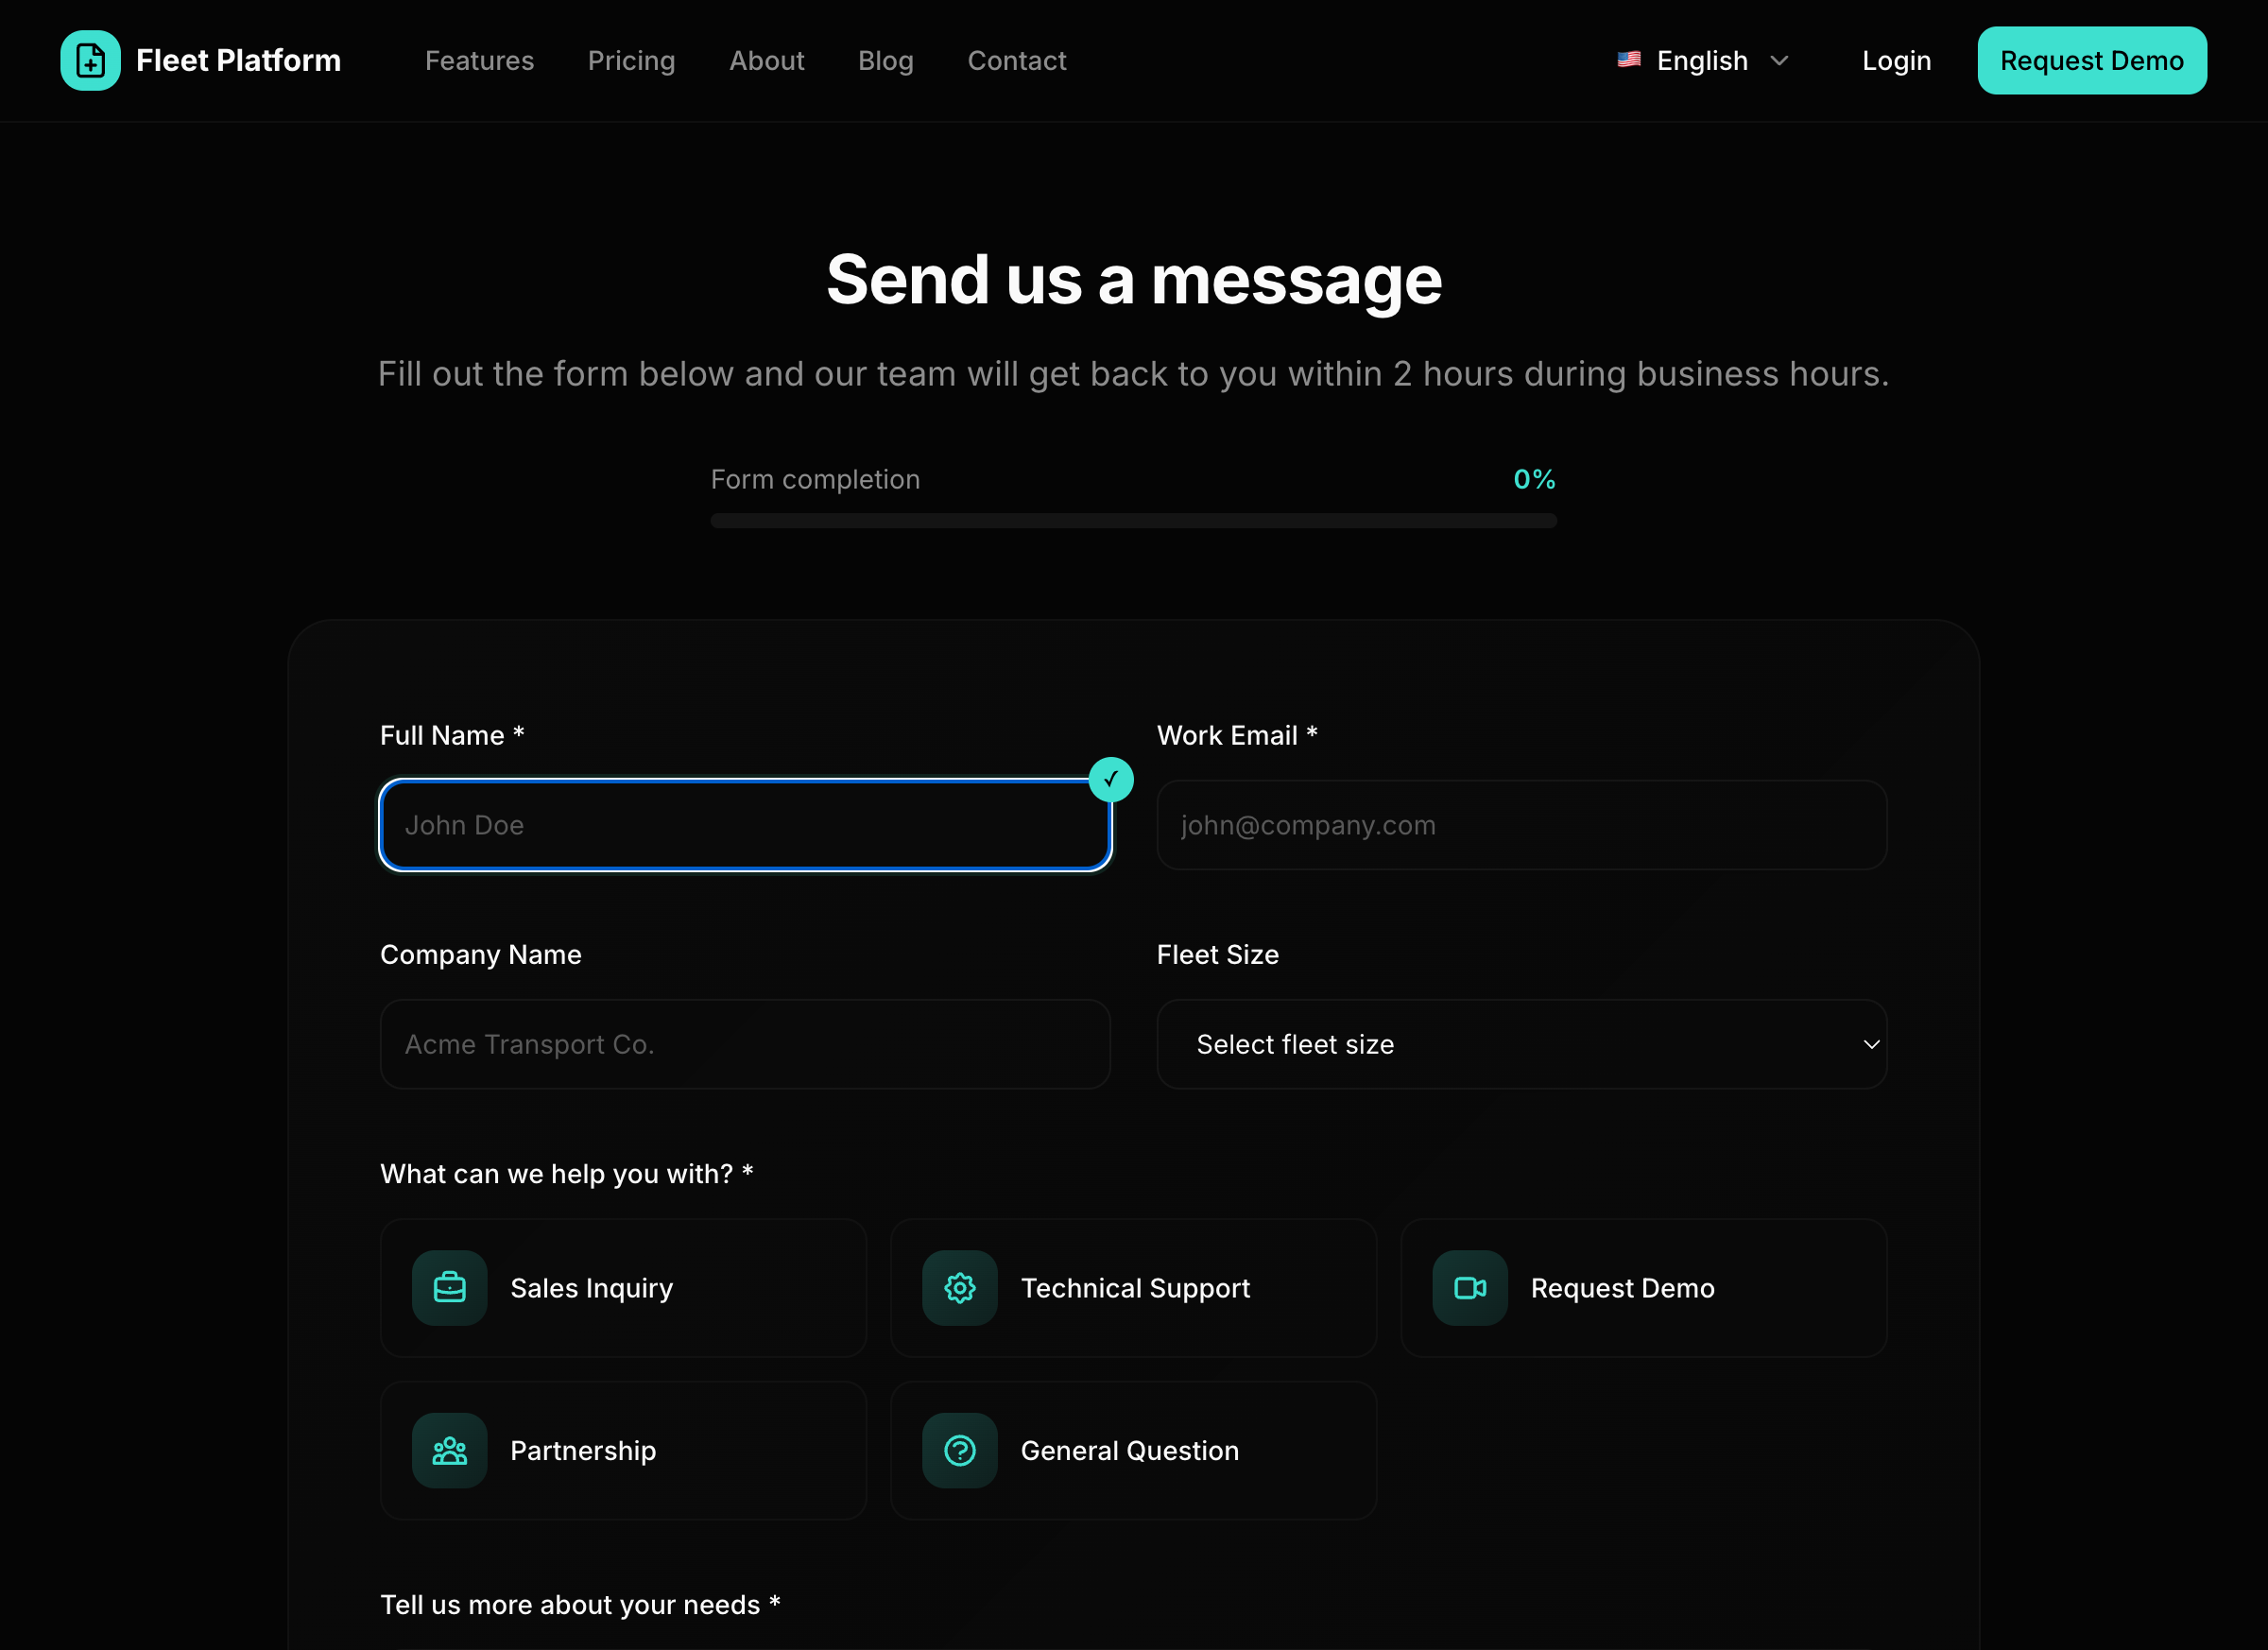 Fleet Platform Features Pricing About Blog Contact 🇺🇸 English Login Request Demo
Send us a message
Fill out the form below and our team will get back to you within 2 hours during business hours.
Form completion 0%
Full Name * Work Email *
✓
John Doe john@company.com
Company Name Fleet Size
Acme Transport Co. Select fleet size
What can we help you with? *
Sales Inquiry Technical Support Request Demo
Partnership General Question
Tell us more about your needs *